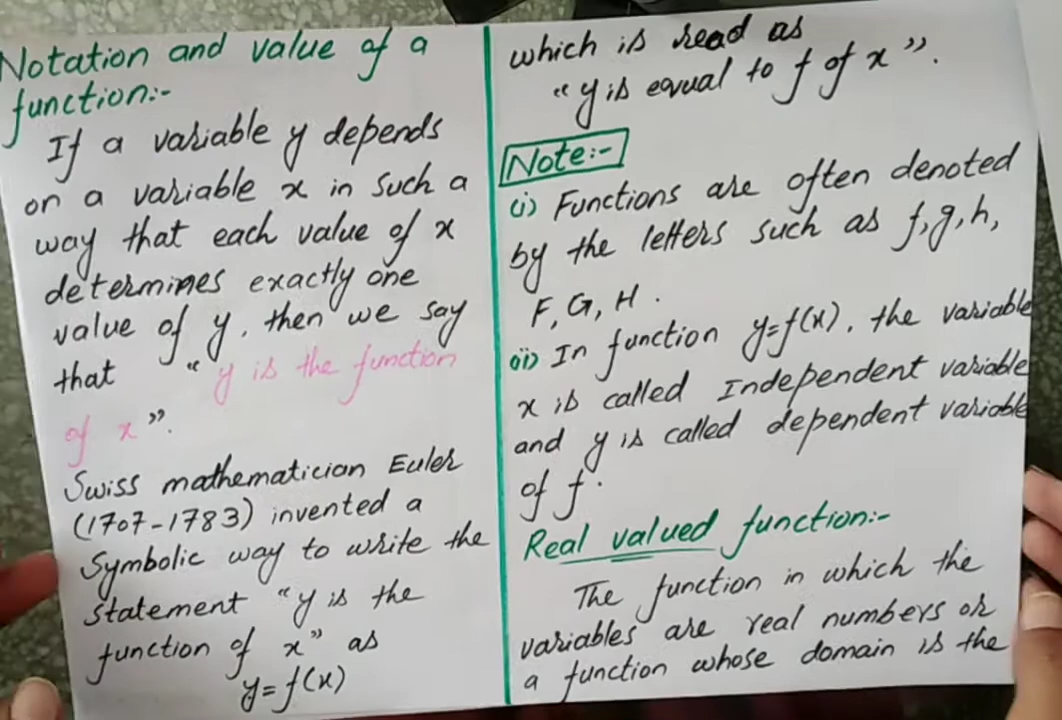 Notation and value of a
function:-
If a variable y depends
on a variable x in such a
way that each value of x
determines exactly one
value of y, then we say
that "y is the function
of x".
Swiss mathematician Euler
(1707-1783) invented a
Symbolic way to write the
statement "y is the
function of x" as
y=f(x)
which is read as
"y is equal to f of x".
Note:-
(i) Functions are often denoted
by the letters such as f,g,h,
F, G, H.
(ii) In function y=f(x), the variable
x is called Independent variable
and y is called dependent variable
of f.
Real valued function:-
The function in which the
variables are real numbers or
a function whose domain is the